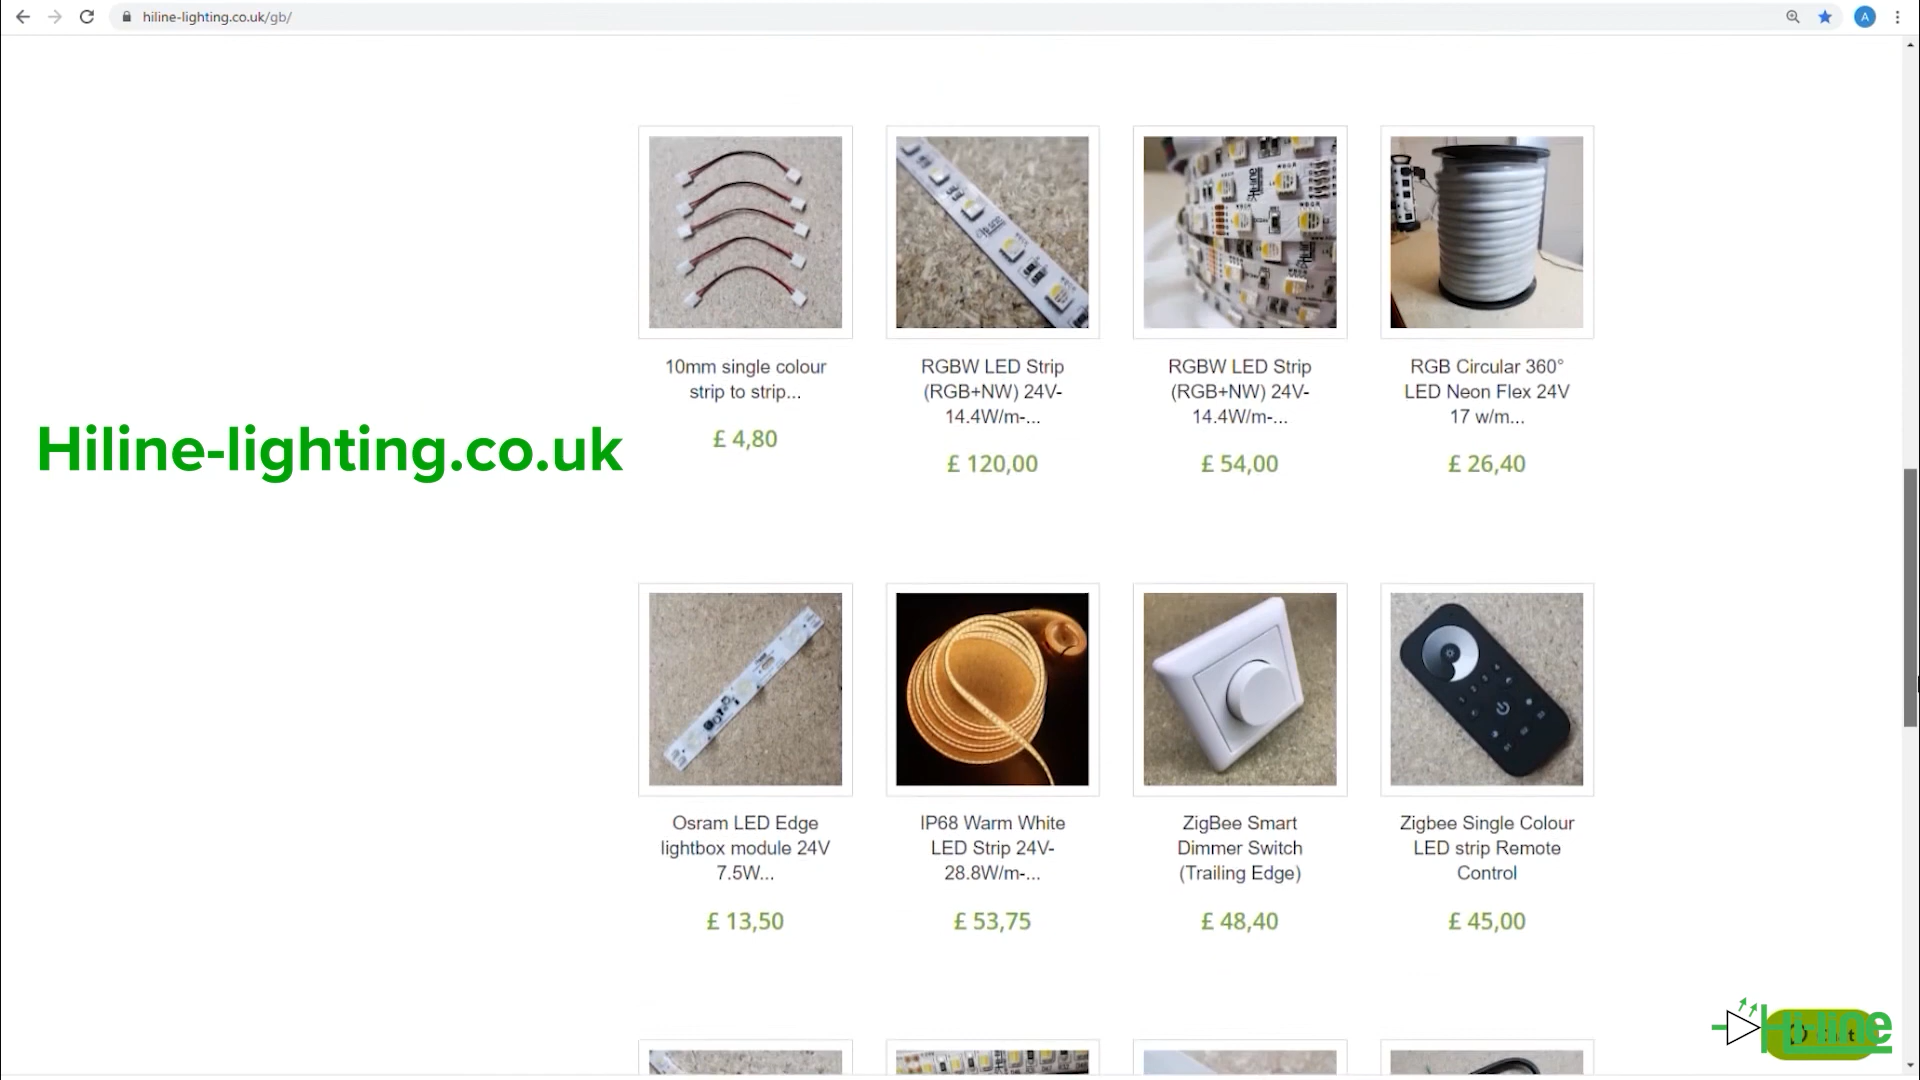 hiline-lighting.co.uk/gb/
A
10mm single colour
strip to strip...
£ 4,80
RGBW LED Strip
(RGB+NW) 24V-
14.4W/m-...
£ 120,00
RGBW LED Strip
(RGB+NW) 24V-
14.4W/m-...
£ 54,00
RGB Circular 360°
LED Neon Flex 24V
17 w/m...
£ 26,40
Hiline-lighting.co.uk
Osram LED Edge
lightbox module 24V
7.5W...
£ 13,50
IP68 Warm White
LED Strip 24V-
28.8W/m-...
£ 53,75
ZigBee Smart
Dimmer Switch
(Trailing Edge)
£ 48,40
Zigbee Single Colour
LED strip Remote
Control
£ 45,00
Hi-line